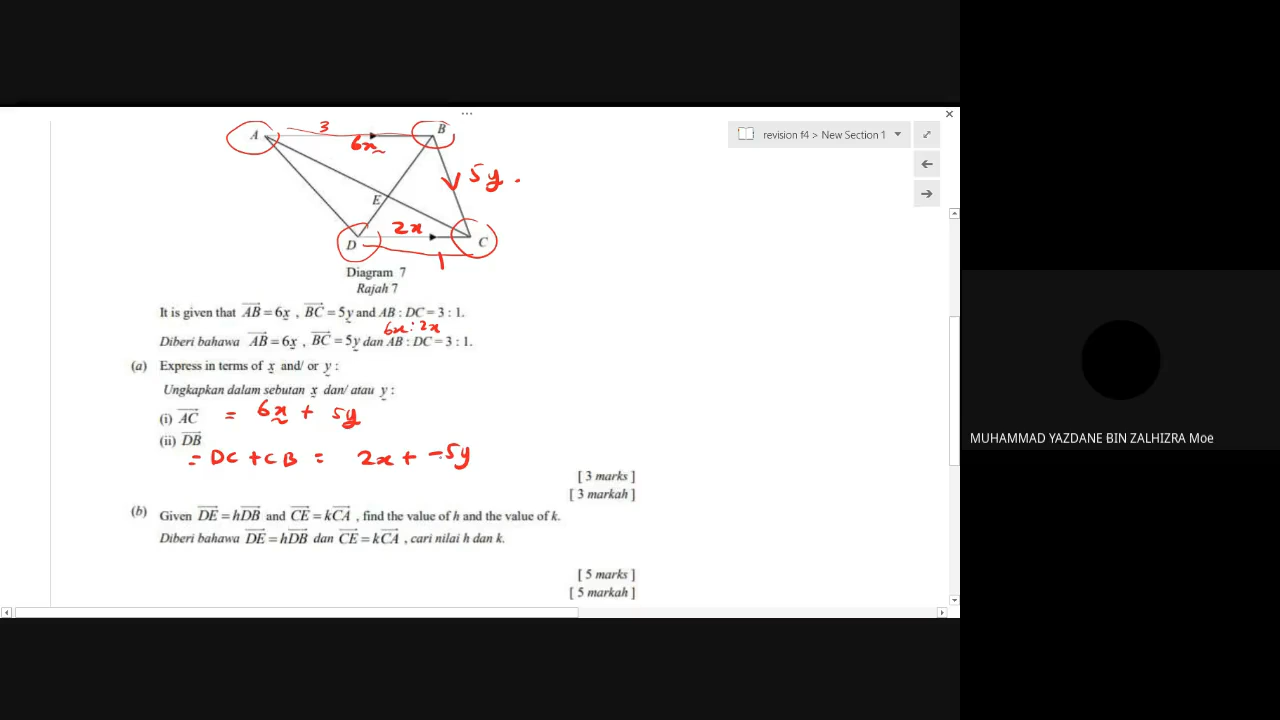 revision f4 > New Section 1
A 3 B
6x
5y .
E
2x
D C
1
Diagram 7
Rajah 7
It is given that AB = 6x , BC = 5y and AB : DC = 3 : 1.
6x : 2x
Diberi bahawa AB = 6x , BC = 5y dan AB : DC = 3 : 1.
(a) Express in terms of x and/ or y :
Ungkapkan dalam sebutan x dan/ atau y :
(i) AC = 6x + 5y
(ii) DB
= DC + CB = 2x + -5y
[ 3 marks ]
[ 3 markah ]
(b) Given DE = hDB and CE = kCA , find the value of h and the value of k.
Diberi bahawa DE = hDB dan CE = kCA , cari nilai h dan k.
[ 5 marks ]
[ 5 markah ]
MUHAMMAD YAZDANE BIN ZALHIZRA Moe